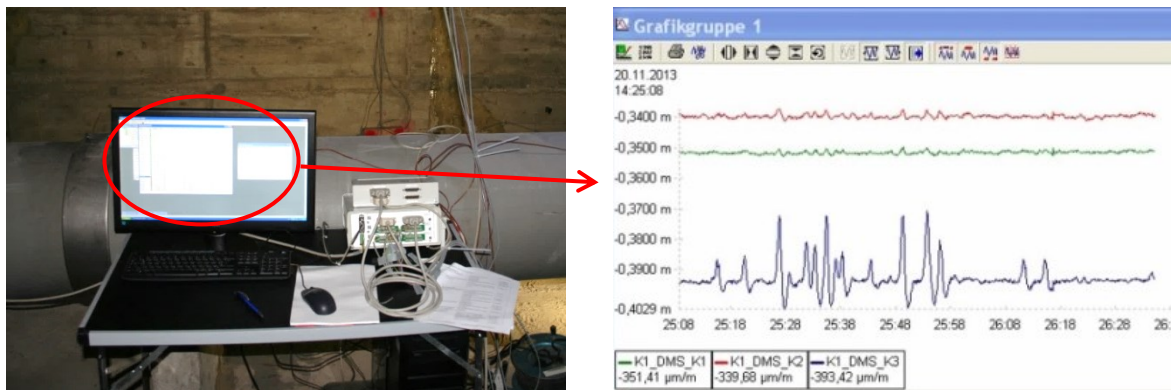 Grafikgruppe 1
20.11.2013
14:25:08
-0,3400 m
-0,3500 m
-0,3600 m
-0,3700 m
-0,3800 m
-0,3900 m
-0,4029 m
25:08 25:18 25:28 25:38 25:48 25:58 26:08 26:18 26:28 26:
K1_DMS_K1 K1_DMS_K2 K1_DMS_K3
-351,41 µm/m -339,68 µm/m -393,42 µm/m